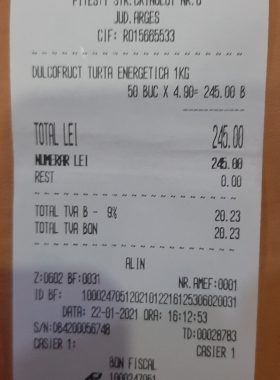 PITESTI STR.CRINULUI NR.6
JUD.ARGES
CIF: RO15665533
DULCOFRUCT TURTA ENERGETICA 1KG
50 BUC X 4.90= 245.00 B
TOTAL LEI 245.00
NUMERAR LEI 245.00
REST 0.00
TOTAL TVA B - 9% 20.23
TOTAL TVA BON 20.23
ALIN
Z:0602 BF:0031 NR.AMEF:0001
ID BF: 10002470512021012216125306020031
DATA: 22-01-2021 ORA: 16:12:53
S/N:DB4200056740 TD:00028783
CASIER 1: CASIER 1
BON FISCAL
1000247051